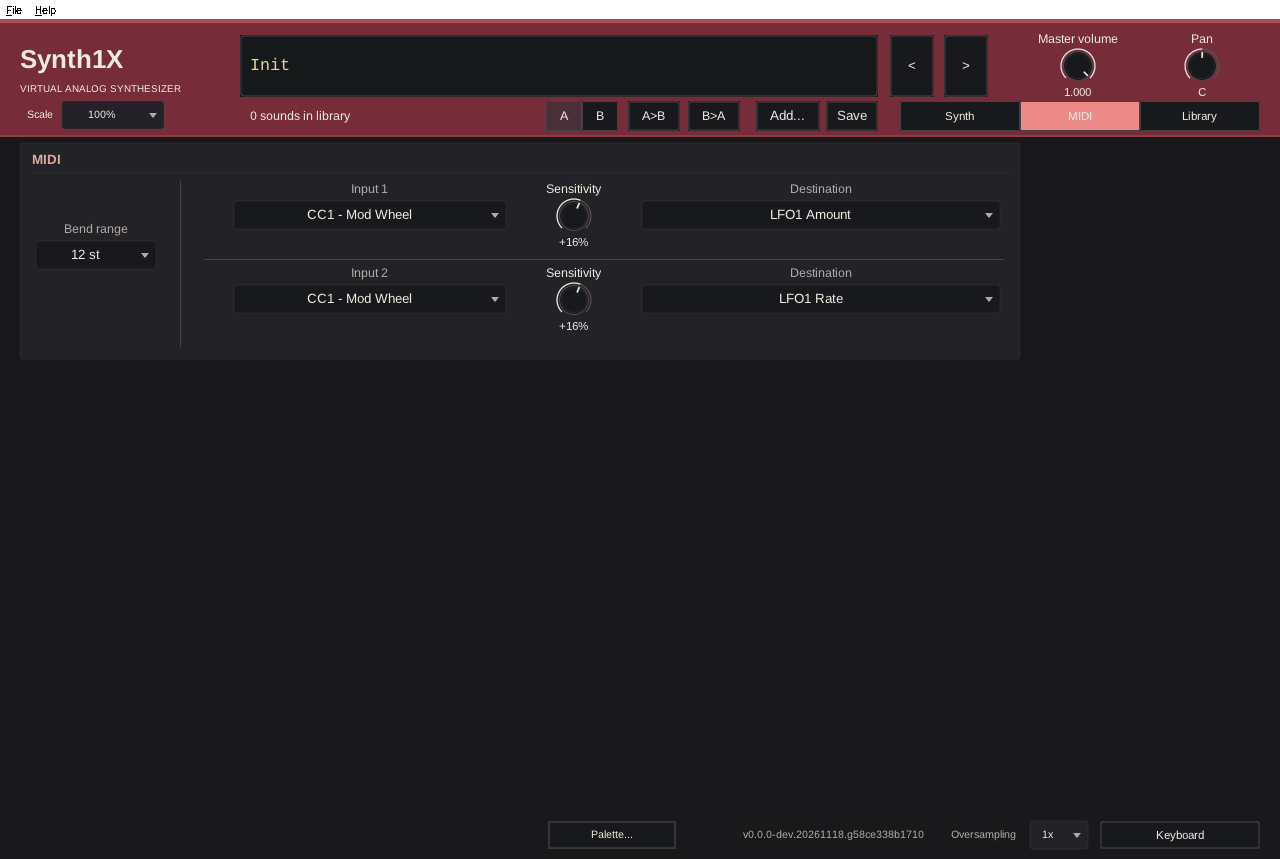 File Help
Synth1X
VIRTUAL ANALOG SYNTHESIZER
Scale 100%
Init
< >
Master volume
1.000
Pan
C
0 sounds in library
A B A>B B>A Add... Save
Synth MIDI Library
MIDI
Bend range
12 st
Input 1 Sensitivity Destination
CC1 - Mod Wheel LFO1 Amount
+16%
Input 2 Sensitivity Destination
CC1 - Mod Wheel LFO1 Rate
+16%
Palette... v0.0.0-dev.20261118.g58ce338b1710 Oversampling 1x Keyboard